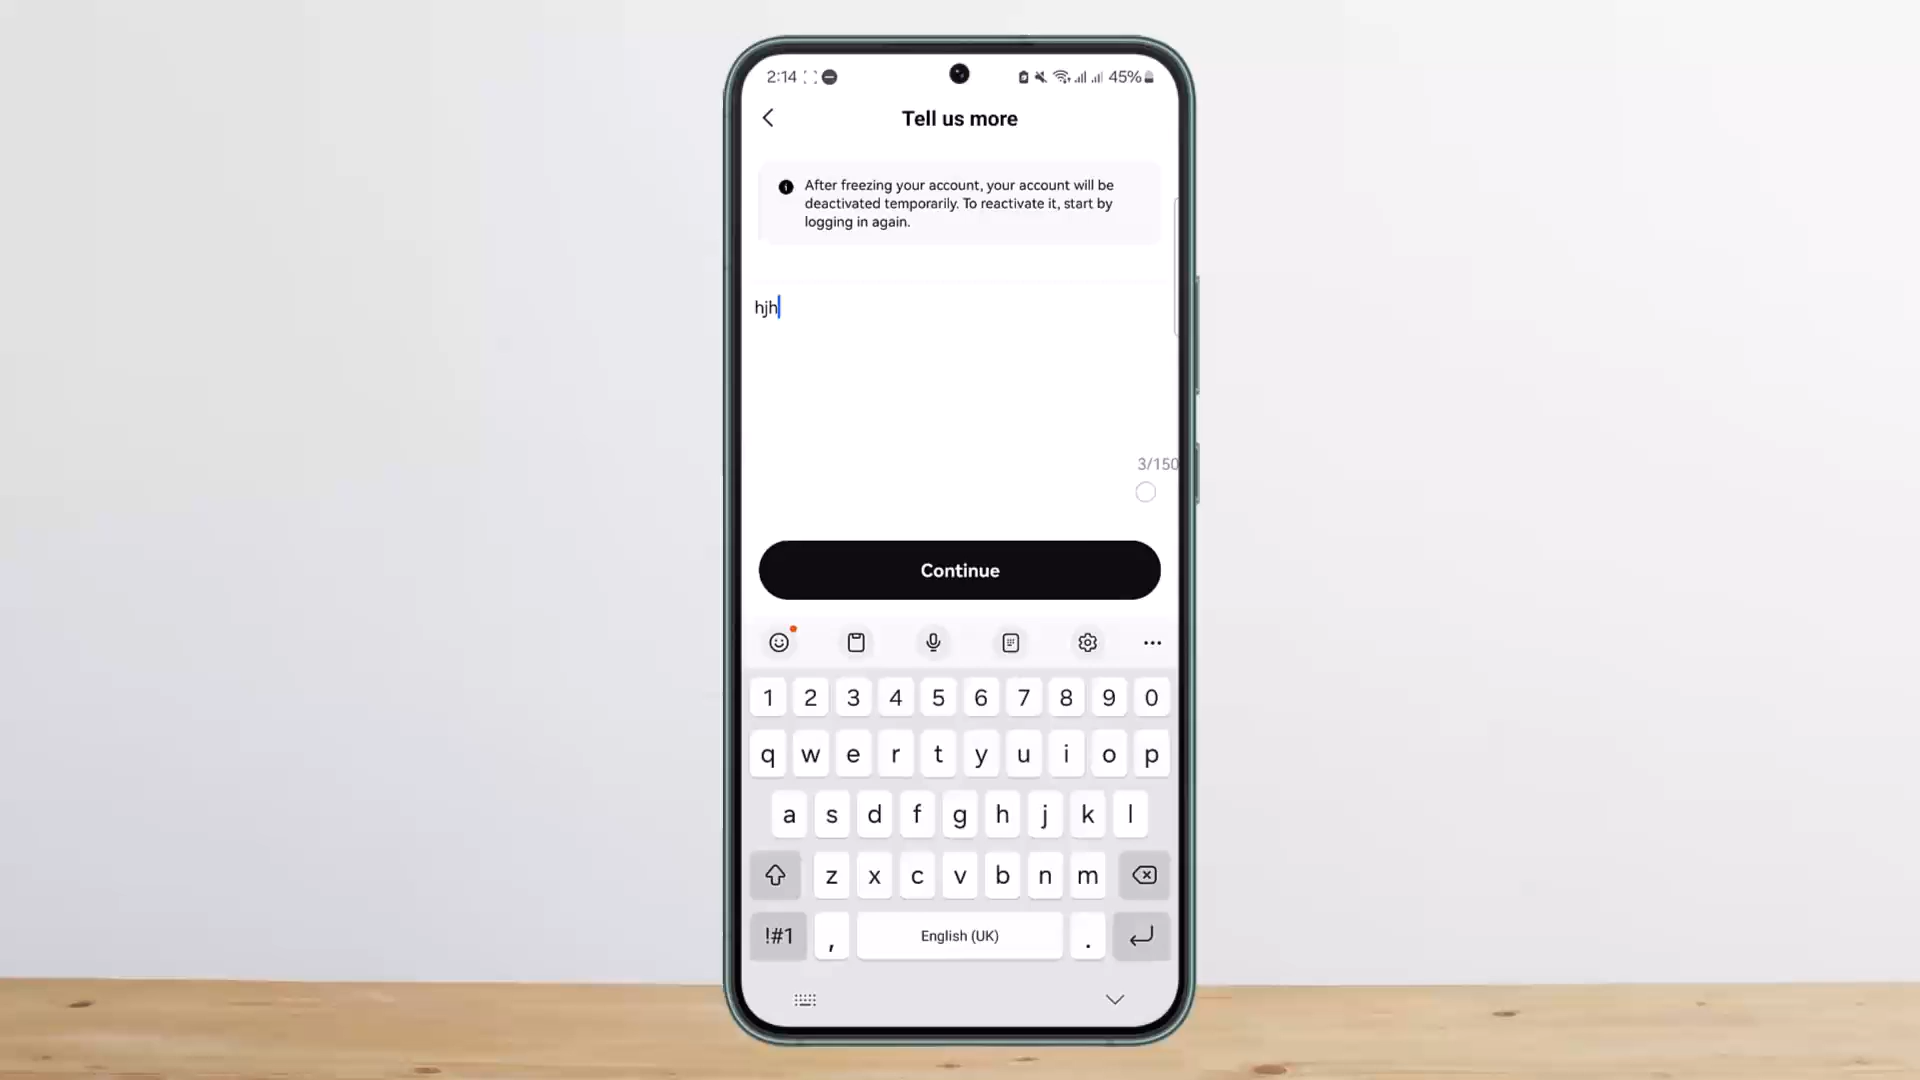 2:14 45%
Tell us more
After freezing your account, your account will be
deactivated temporarily. To reactivate it, start by
logging in again.
hjh
3/150
Continue
1 2 3 4 5 6 7 8 9 0
q w e r t y u i o p
a s d f g h j k l
z x c v b n m
!#1 , English (UK) .